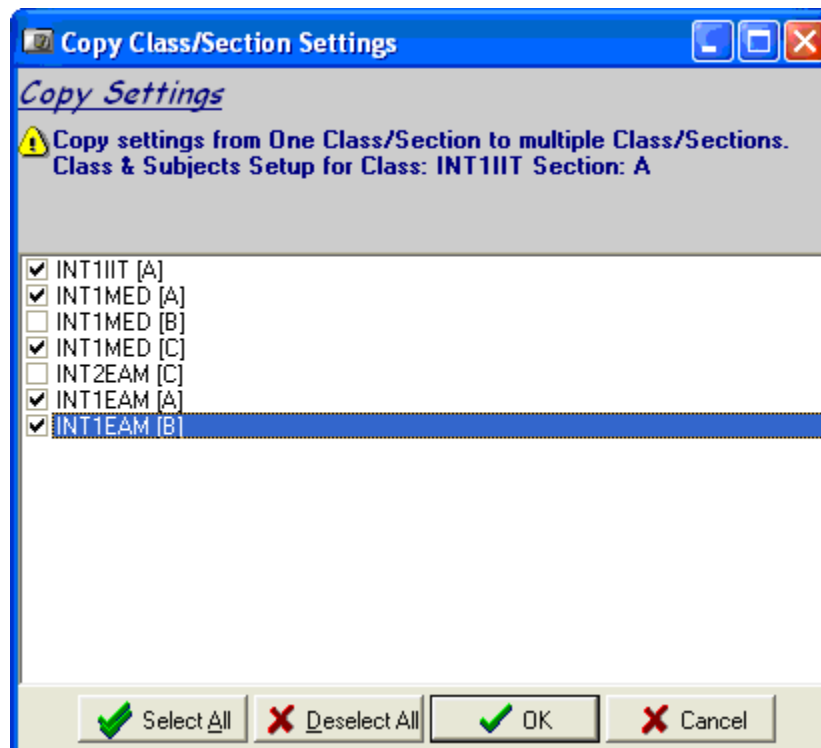 Copy Class/Section Settings
Copy Settings
Copy settings from One Class/Section to multiple Class/Sections.
Class & Subjects Setup for Class: INT1IIT Section: A
INT1IIT [A]
INT1MED [A]
INT1MED [B]
INT1MED [C]
INT2EAM [C]
INT1EAM [A]
INT1EAM [B]
Select All Deselect All OK Cancel